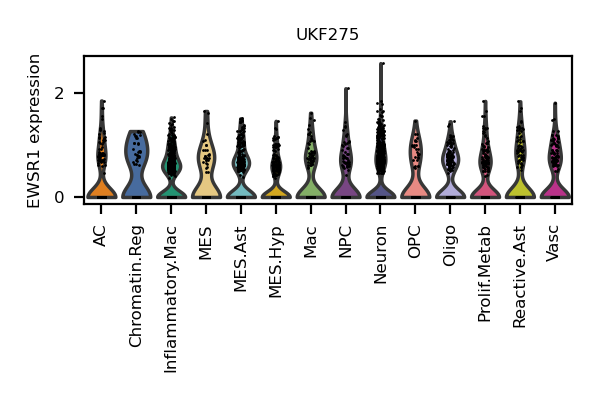 UKF275
EWSR1 expression
2
0
AC
Chromatin.Reg
Inflammatory.Mac
MES
MES.Ast
MES.Hyp
Mac
NPC
Neuron
OPC
Oligo
Prolif.Metab
Reactive.Ast
Vasc